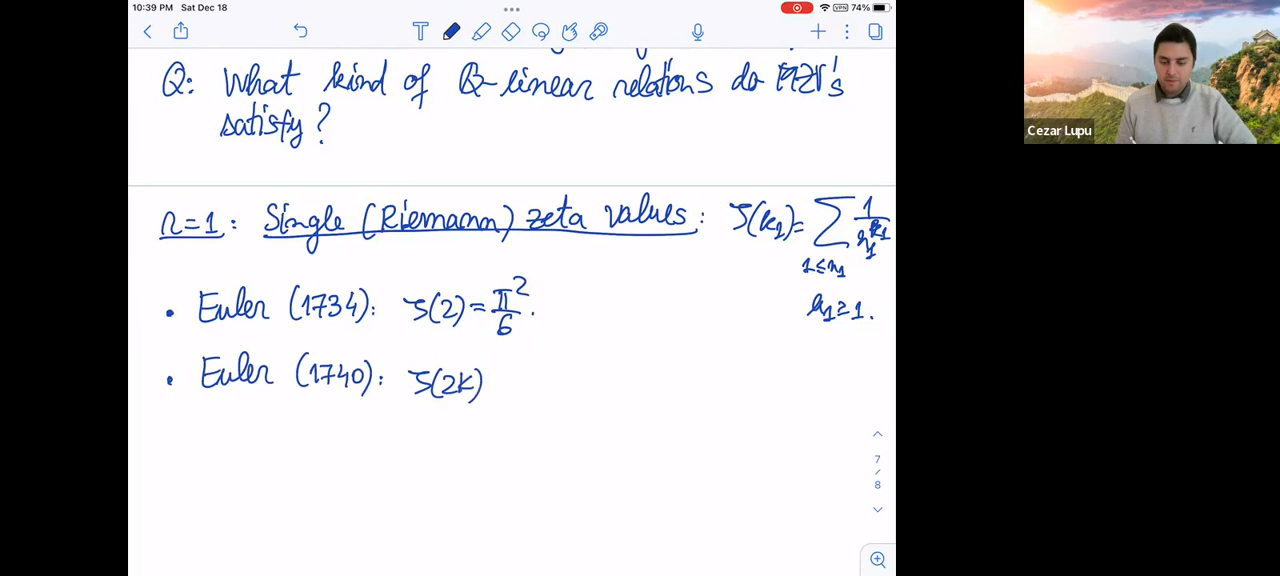 10:39 PM Sat Dec 18
VPN 74%
Q: What kind of Q-linear relations do MZV's
satisfy?
Cezar Lupu
n=1: Single (Riemann) zeta values: ζ(k₁)=∑ 1/n₁^k₁
1≤n₁
k₁≥1.
• Euler (1734): ζ(2)=π²/6.
• Euler (1740): ζ(2k)
7
/
8